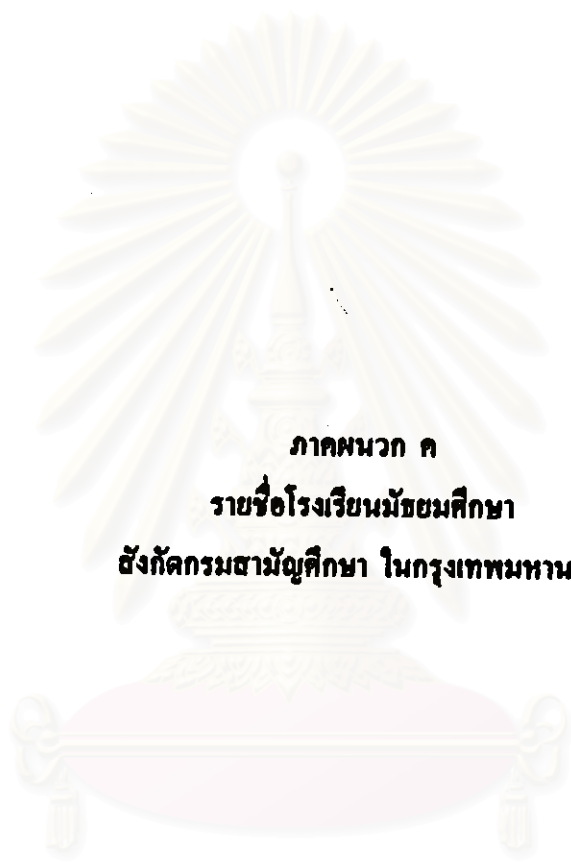 ภาคผนวก ค
รายชื่อโรงเรียนมัธยมศึกษา
สังกัดกรมสามัญศึกษา ในกรุงเทพมหาน